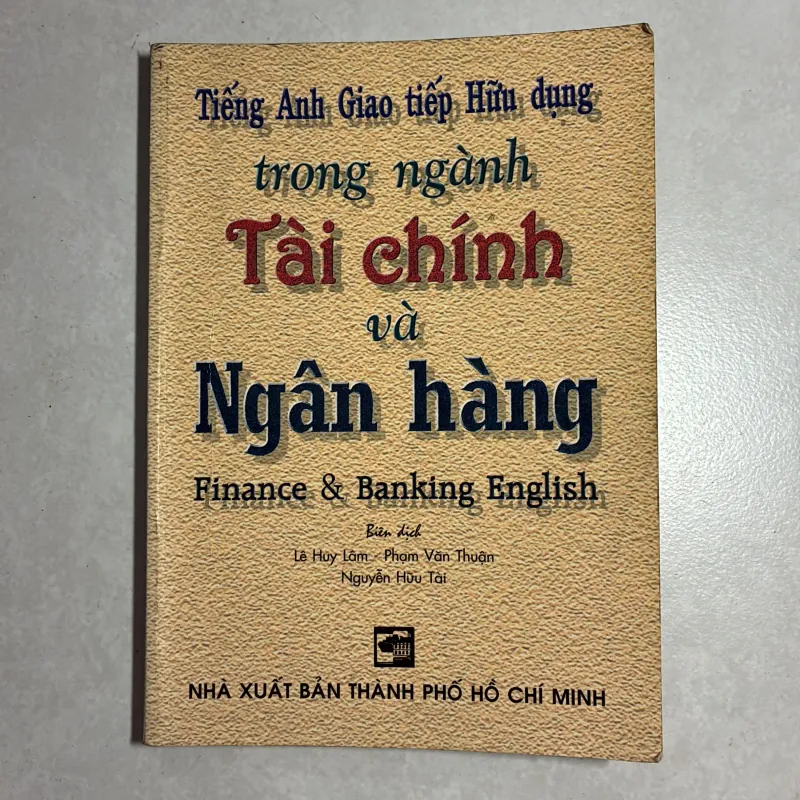 Tiếng Anh Giao tiếp Hữu dụng
trong ngành
Tài chính
và
Ngân hàng
Finance & Banking English
Biên dịch
Lê Huy Lâm - Phạm Văn Thuận
Nguyễn Hữu Tài
NHÀ XUẤT BẢN THÀNH PHỐ HỒ CHÍ MINH